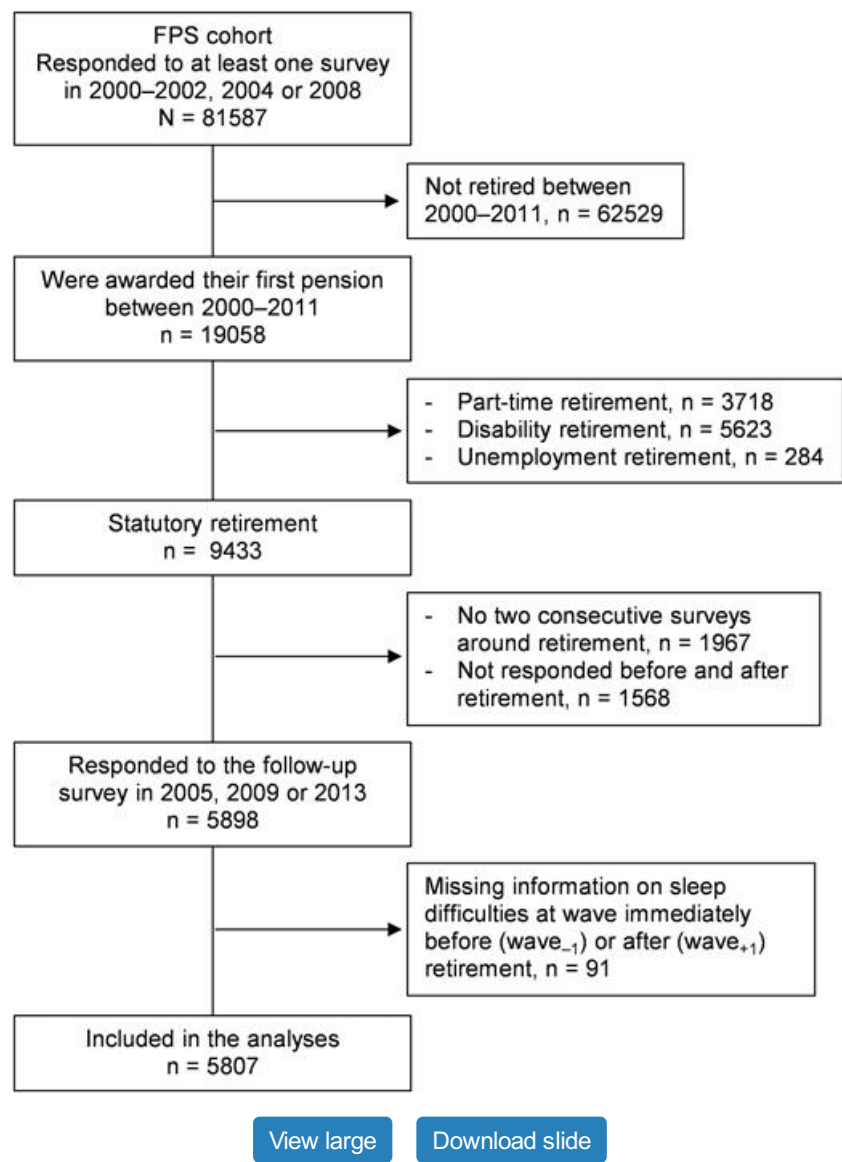 FPS cohort
Responded to at least one survey
in 2000–2002, 2004 or 2008
N = 81587
Not retired between
2000–2011, n = 62529
Were awarded their first pension
between 2000–2011
n = 19058
- Part-time retirement, n = 3718
- Disability retirement, n = 5623
- Unemployment retirement, n = 284
Statutory retirement
n = 9433
- No two consecutive surveys
around retirement, n = 1967
- Not responded before and after
retirement, n = 1568
Responded to the follow-up
survey in 2005, 2009 or 2013
n = 5898
Missing information on sleep
difficulties at wave immediately
before (wave₋₁) or after (wave₊₁)
retirement, n = 91
Included in the analyses
n = 5807
View large
Download slide